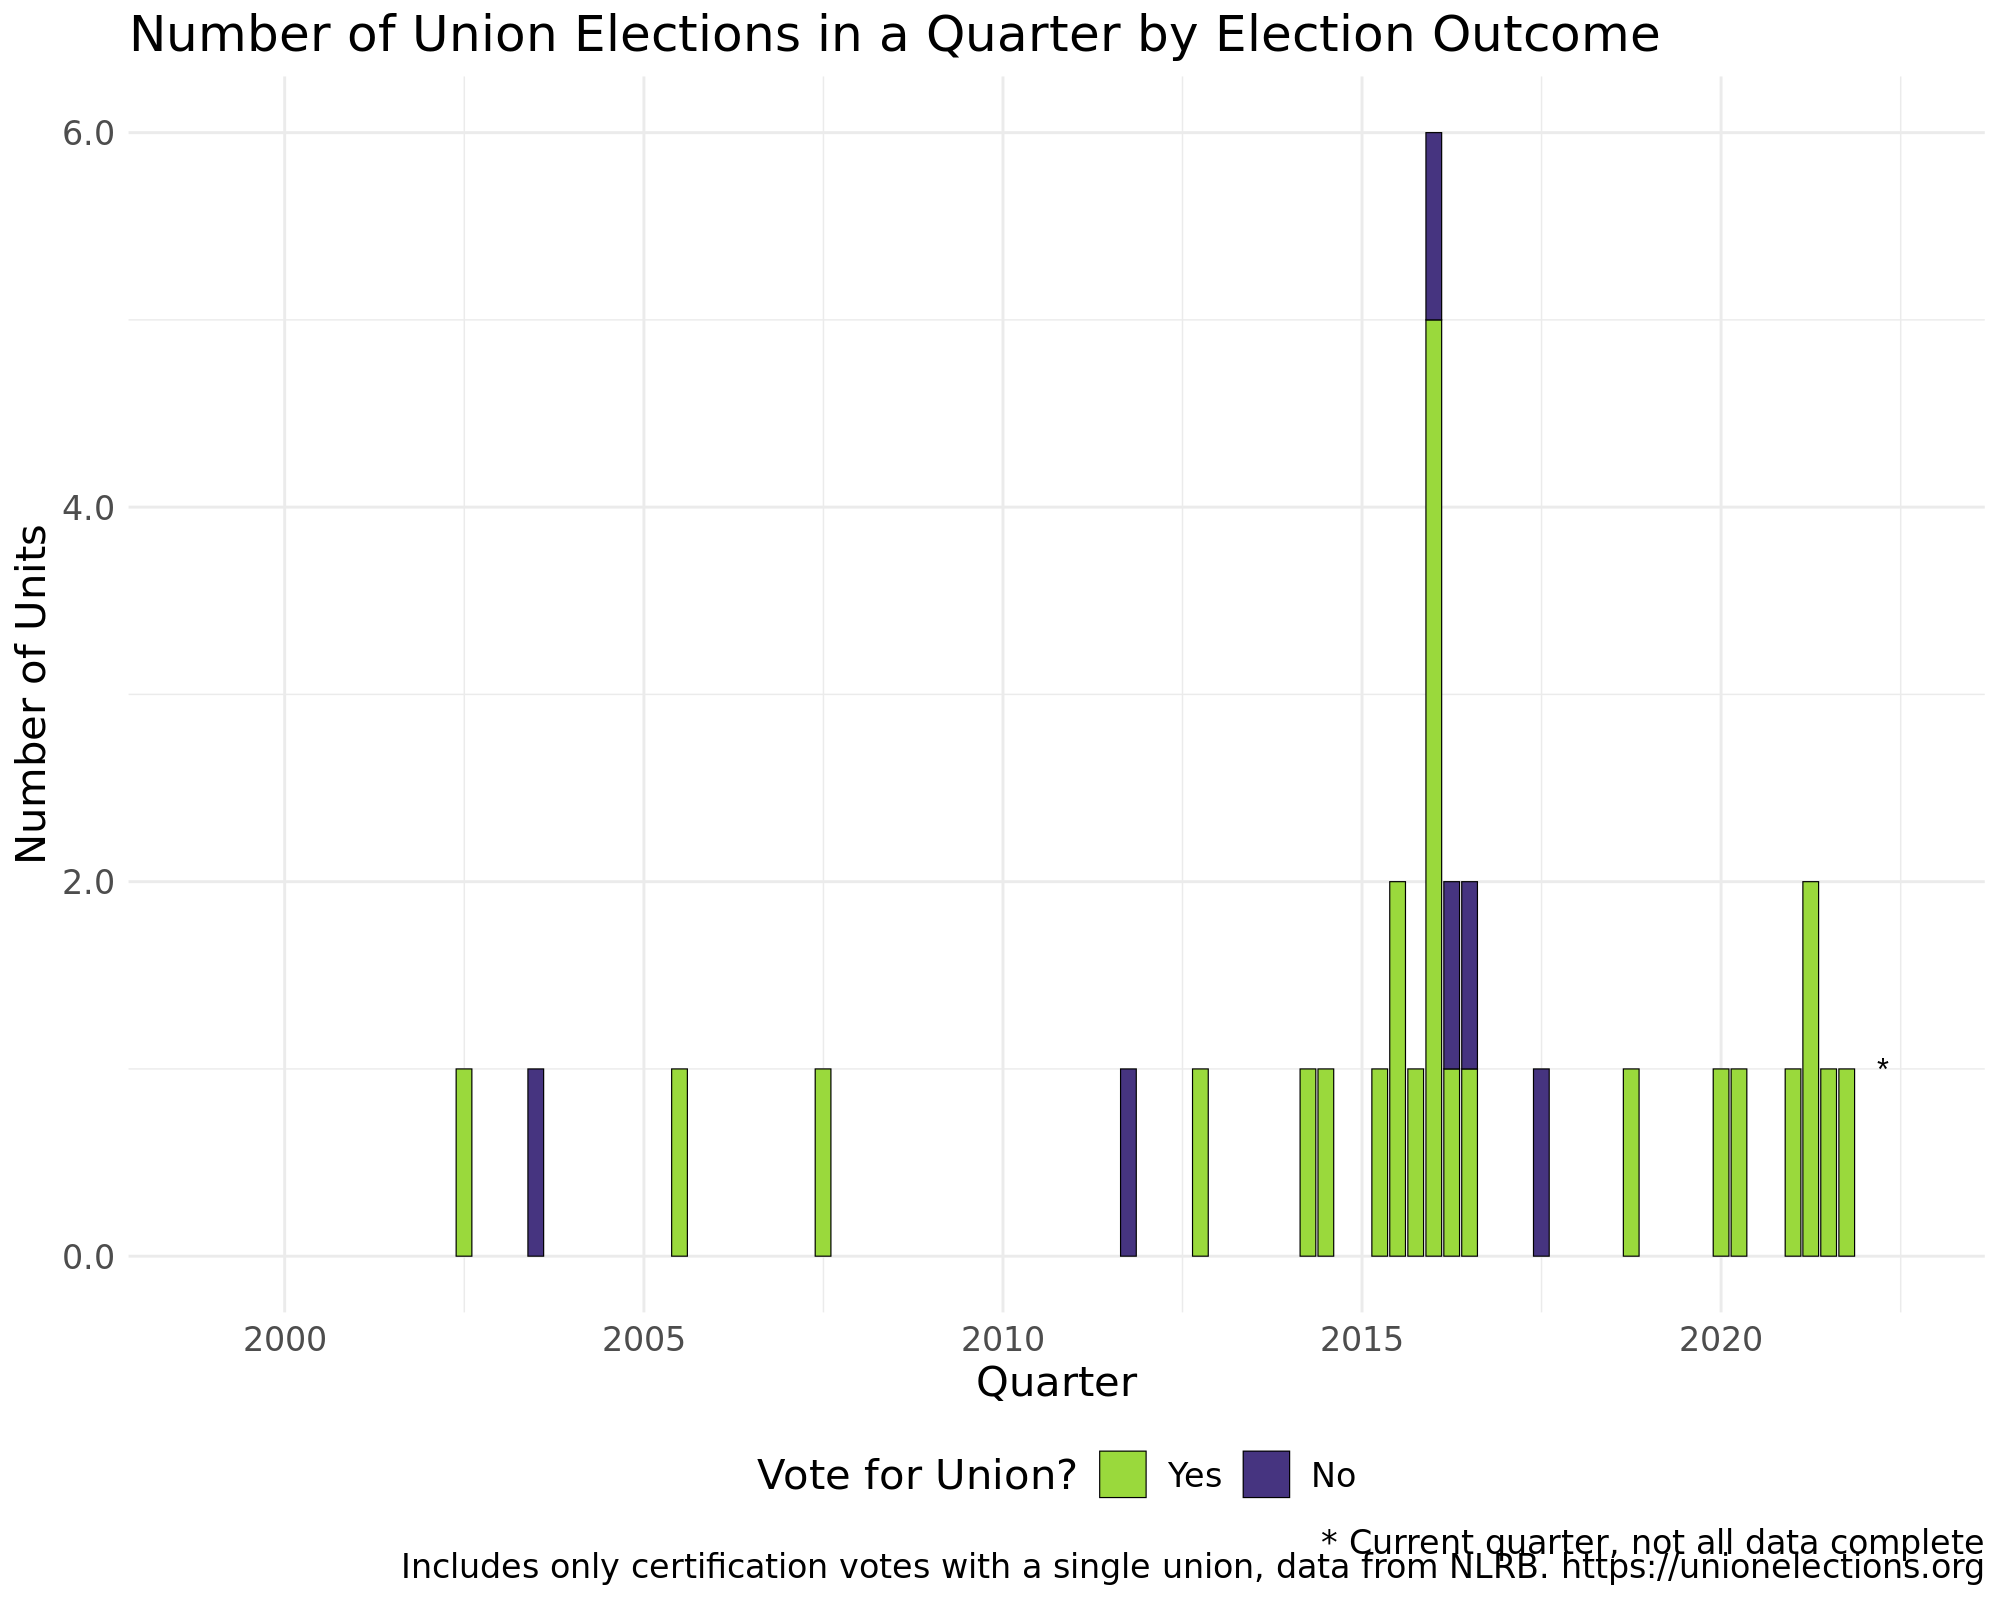 Number of Union Elections in a Quarter by Election Outcome
Number of Units
6.0
4.0
2.0
0.0
*
2000 2005 2010 2015 2020
Quarter
Vote for Union? Yes No
* Current quarter, not all data complete
Includes only certification votes with a single union, data from NLRB. https://unionelections.org